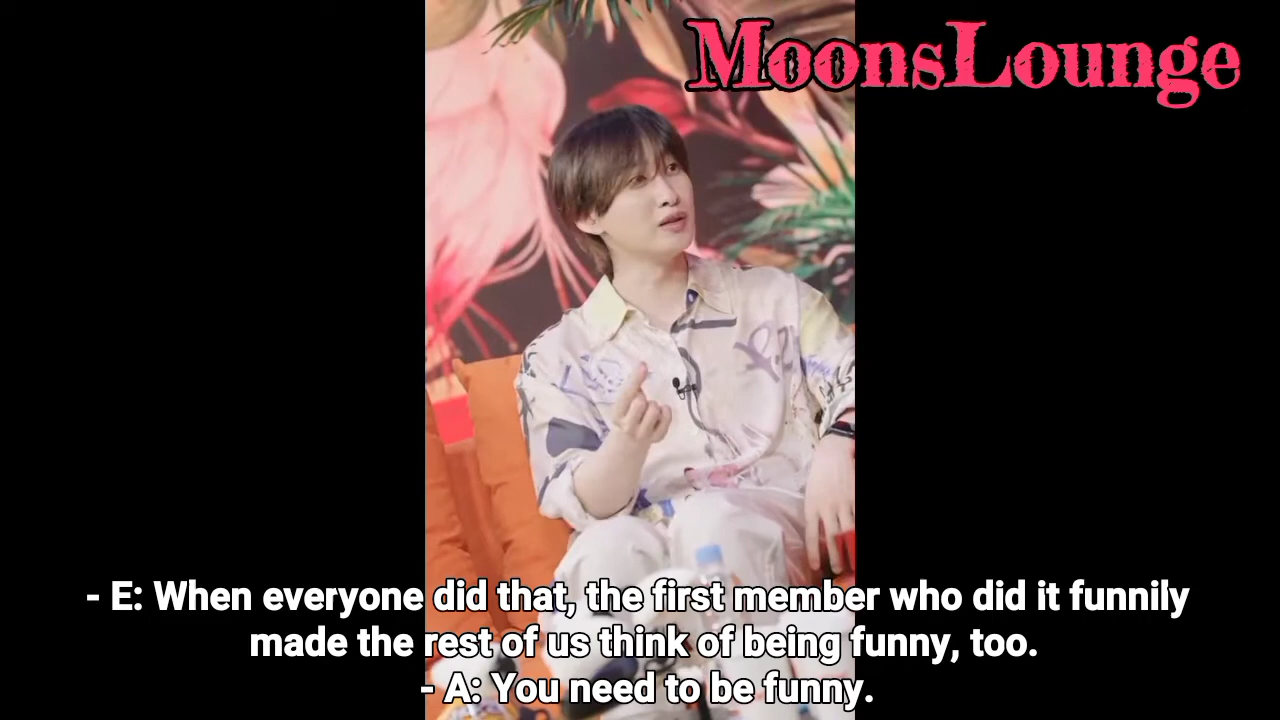 MoonsLounge
- E: When everyone did that, the first member who did it funnily
made the rest of us think of being funny, too.
- A: You need to be funny.